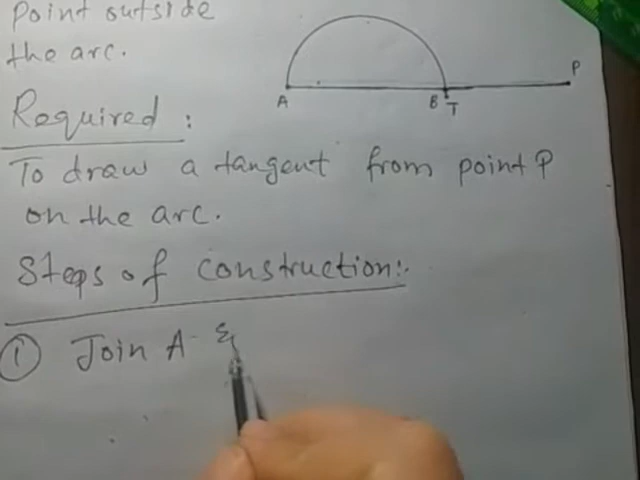 Point outside
the arc.
P
A
B
T
Required:
To draw a tangent from point P
on the arc.
Steps of construction:
① Join A &